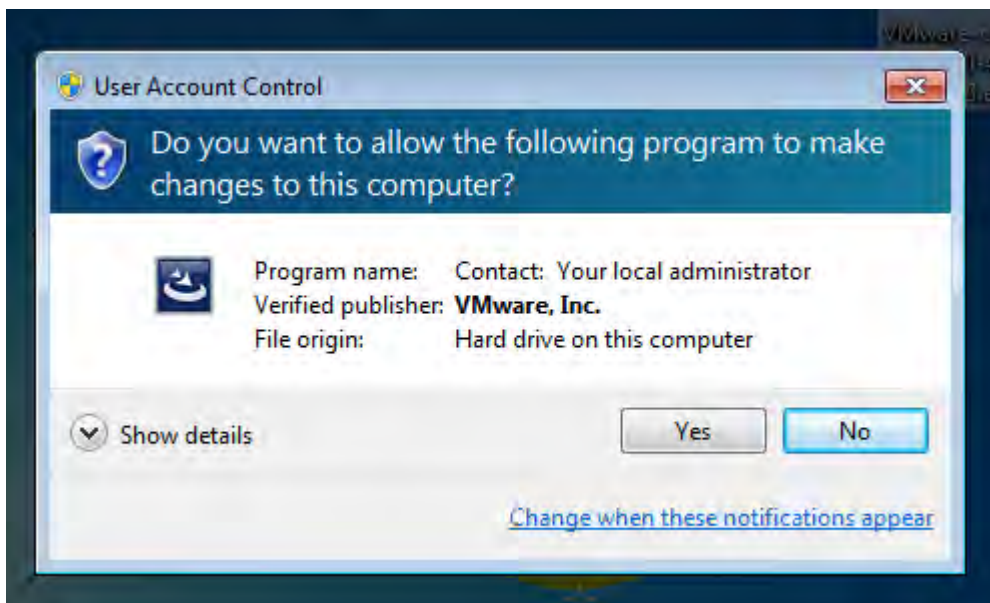 User Account Control
Do you want to allow the following program to make
changes to this computer?
Program name: Contact: Your local administrator
Verified publisher: VMware, Inc.
File origin: Hard drive on this computer
Show details
Yes
No
Change when these notifications appear